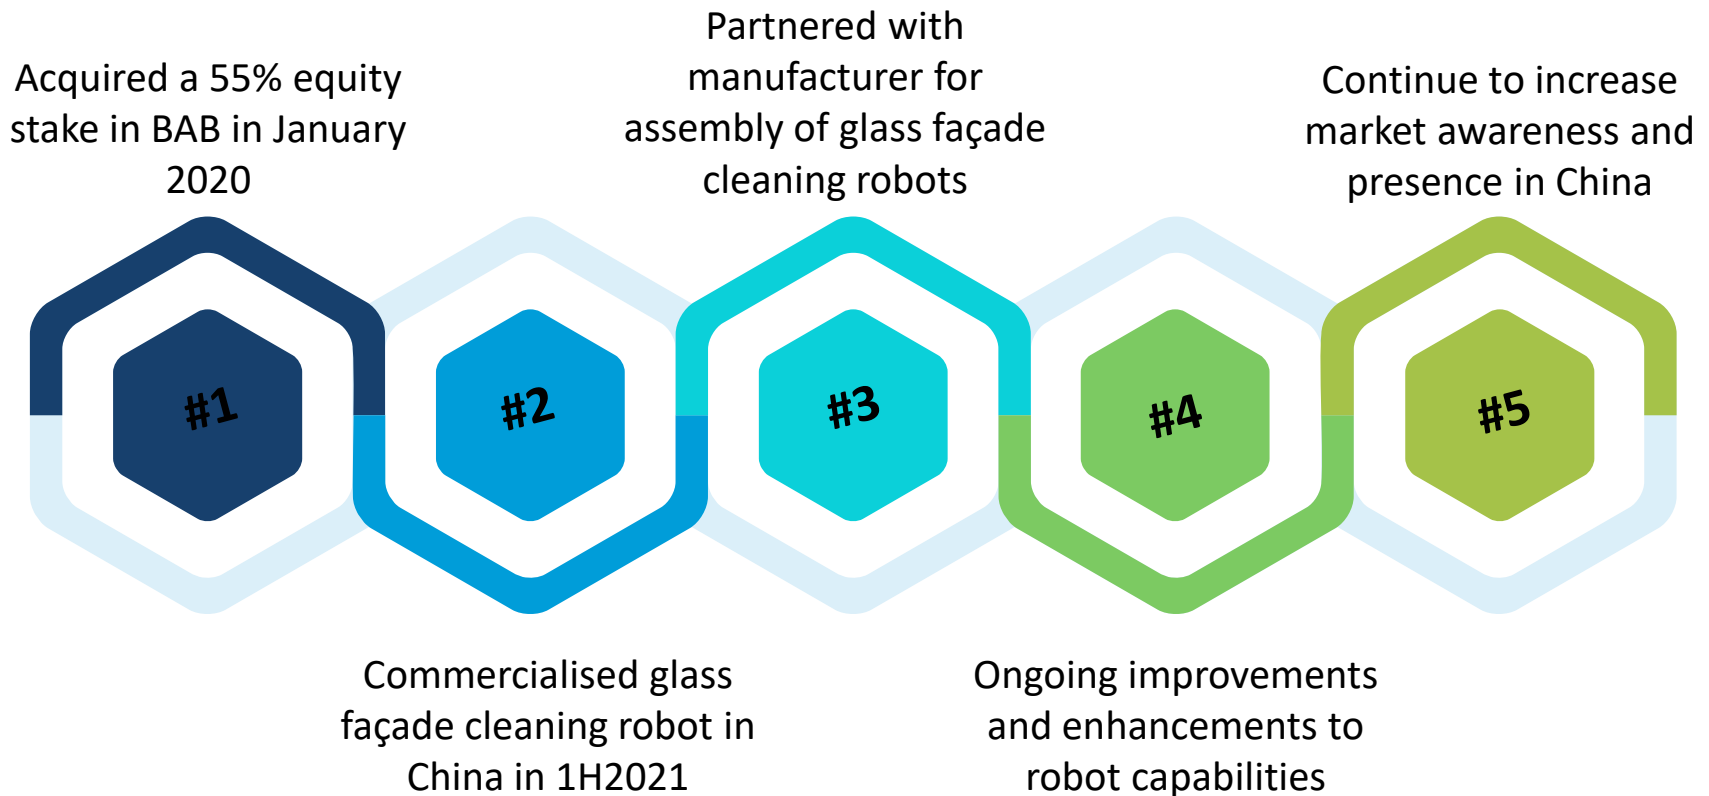 Acquired a 55% equity
stake in BAB in January
2020
#1
Commercialised glass
façade cleaning robot in
China in 1H2021
#2
Partnered with
manufacturer for
assembly of glass façade
cleaning robots
#3
Ongoing improvements
and enhancements to
robot capabilities
#4
Continue to increase
market awareness and
presence in China
#5